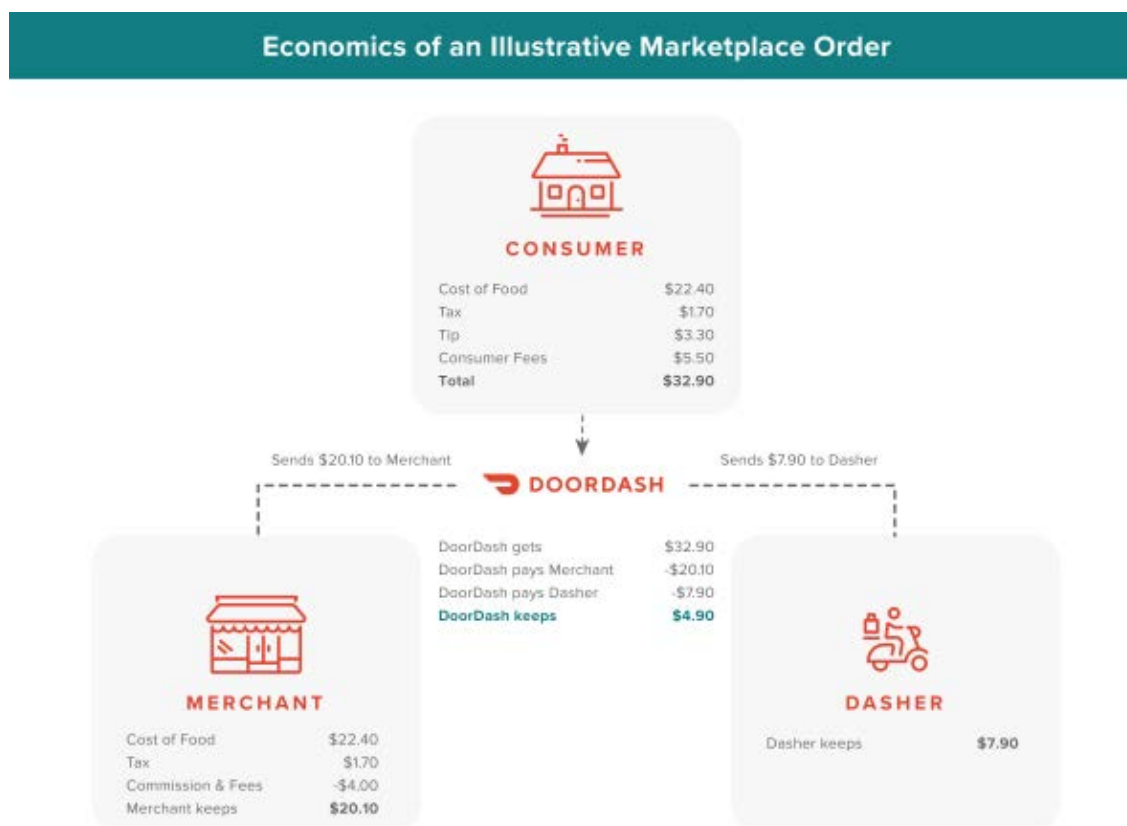 Economics of an Illustrative Marketplace Order
CONSUMER
Cost of Food $22.40
Tax $1.70
Tip $3.30
Consumer Fees $5.50
Total $32.90
Sends $20.10 to Merchant
Sends $7.90 to Dasher
DOORDASH
DoorDash gets $32.90
DoorDash pays Merchant -$20.10
DoorDash pays Dasher -$7.90
DoorDash keeps $4.90
MERCHANT
Cost of Food $22.40
Tax $1.70
Commission & Fees -$4.00
Merchant keeps $20.10
DASHER
Dasher keeps $7.90